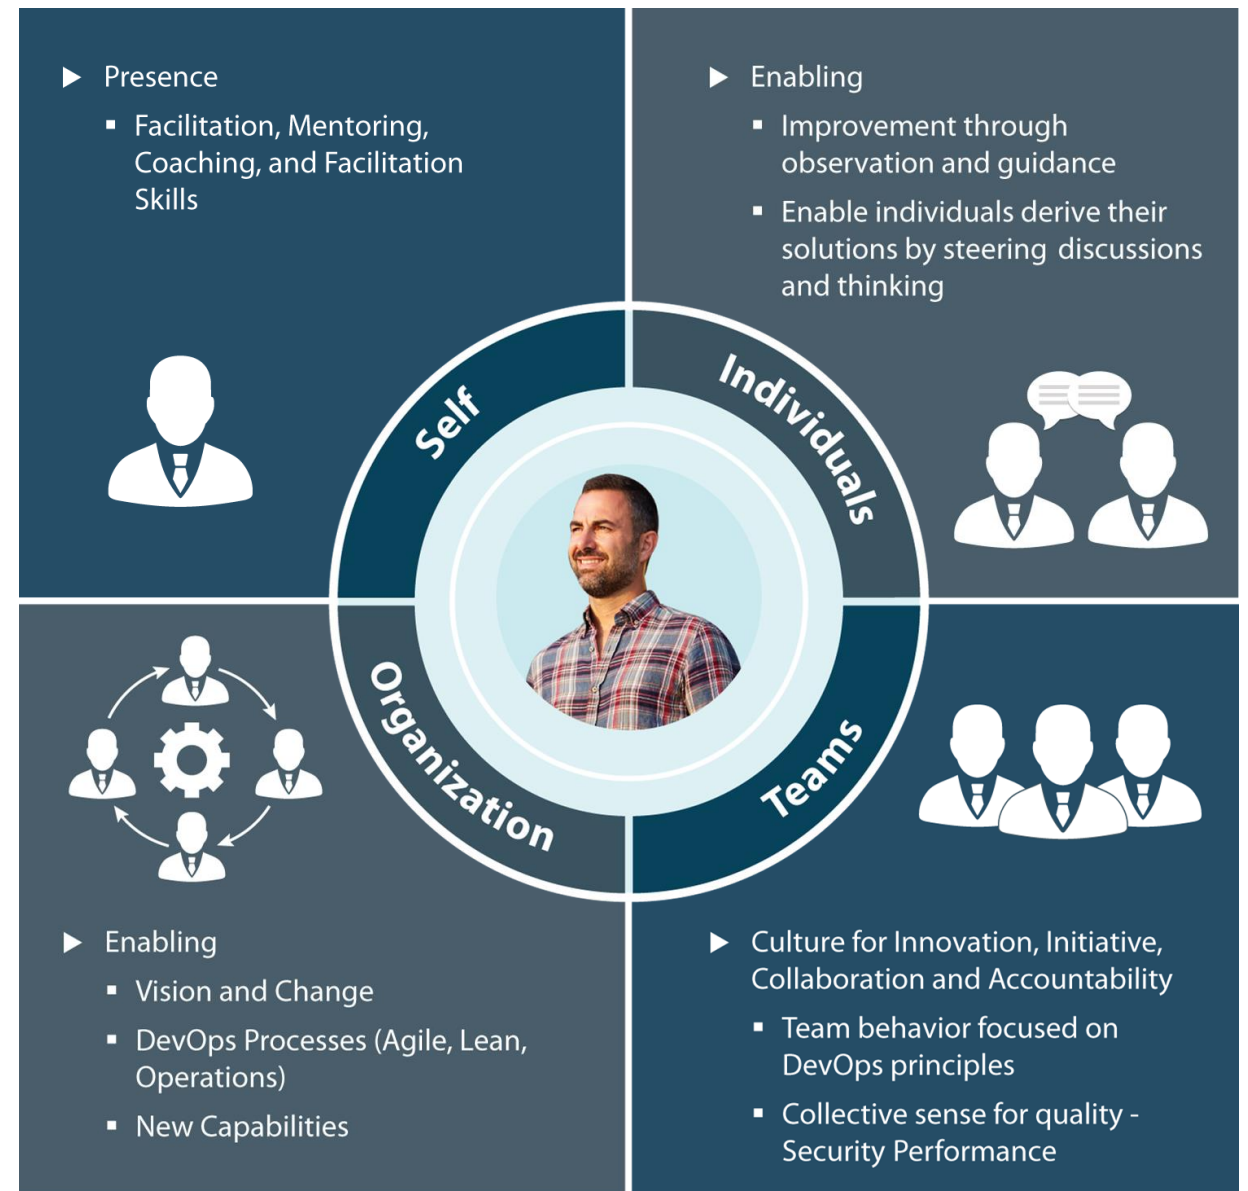 Presence
Facilitation, Mentoring,
Coaching, and Facilitation
Skills
Enabling
Improvement through
observation and guidance
Enable individuals derive their
solutions by steering discussions
and thinking
Self
Individuals
Organization
Teams
Enabling
Vision and Change
DevOps Processes (Agile, Lean,
Operations)
New Capabilities
Culture for Innovation, Initiative,
Collaboration and Accountability
Team behavior focused on
DevOps principles
Collective sense for quality -
Security Performance